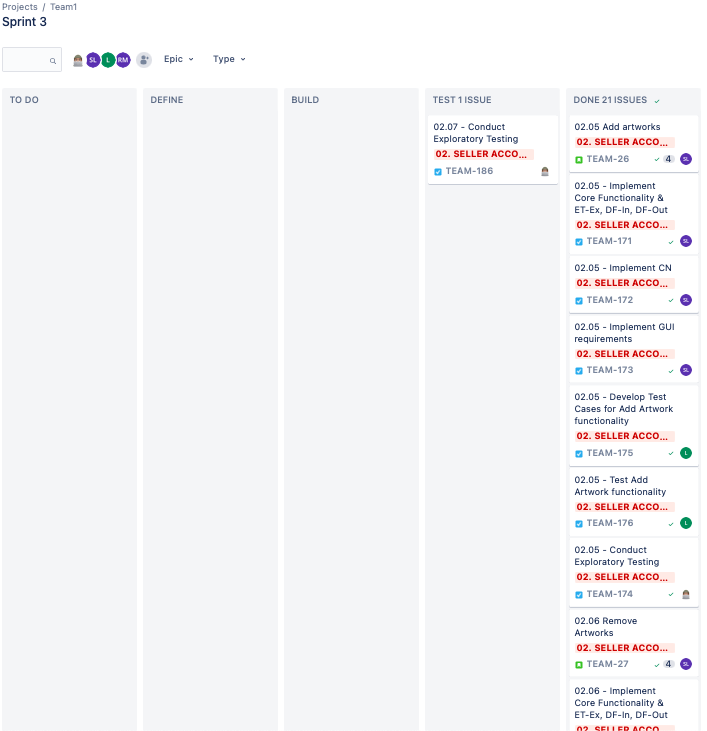 Projects / Team1
Sprint 3
SL
L
RM
Epic
Type
TO DO
DEFINE
BUILD
TEST 1 ISSUE
02.07 - Conduct
Exploratory Testing
02. SELLER ACCO...
TEAM-186
DONE 21 ISSUES
02.05 Add artworks
02. SELLER ACCO...
TEAM-26 4 SL
02.05 - Implement
Core Functionality &
ET-Ex, DF-In, DF-Out
02. SELLER ACCO...
TEAM-171 SL
02.05 - Implement CN
02. SELLER ACCO...
TEAM-172 SL
02.05 - Implement GUI
requirements
02. SELLER ACCO...
TEAM-173 SL
02.05 - Develop Test
Cases for Add Artwork
functionality
02. SELLER ACCO...
TEAM-175 L
02.05 - Test Add
Artwork functionality
02. SELLER ACCO...
TEAM-176 L
02.05 - Conduct
Exploratory Testing
02. SELLER ACCO...
TEAM-174
02.06 Remove
Artworks
02. SELLER ACCO...
TEAM-27 4 SL
02.06 - Implement
Core Functionality &
ET-Ex, DF-In, DF-Out
02. SELLER ACCO...